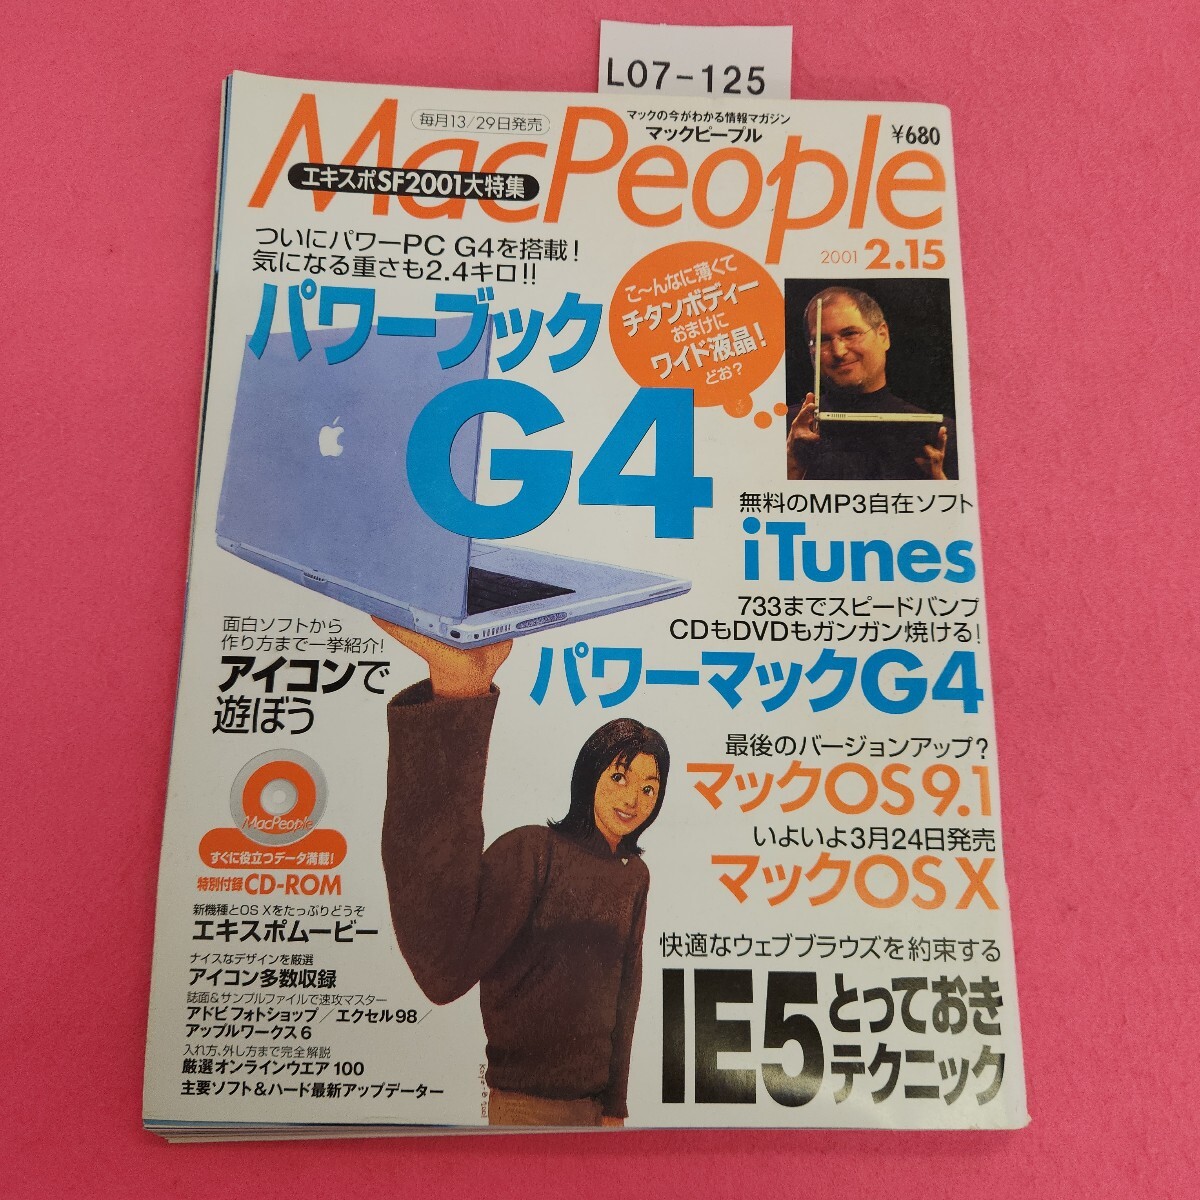 L07-125
毎月13/29日発売
マックの今がわかる情報マガジン
マックピープル
¥680
MacPeople
エキスポSF2001大特集
2001 2.15
ついにパワーPC G4を搭載!
気になる重さも2.4キロ!!
パワーブック
G4
こ〜んなに薄くて
チタンボディー
おまけに
ワイド液晶!
どお?
無料のMP3自在ソフト
iTunes
733までスピードバンプ
CDもDVDもガンガン焼ける!
パワーマックG4
面白ソフトから
作り方まで一挙紹介!
アイコンで
遊ぼう
最後のバージョンアップ?
マックOS 9.1
いよいよ3月24日発売
マックOS X
MacPeople
すぐに役立つデータ満載!
特別付録 CD-ROM
新機種とOS Xをたっぷりどうぞ
エキスポムービー
ナイスなデザインを厳選
アイコン多数収録
誌面&サンプルファイルで速攻マスター
アドビ フォトショップ/エクセル98/
アップルワークス6
入れ方、外し方まで完全解説
厳選オンラインウエア100
主要ソフト&ハード最新アップデーター
快適なウェブブラウズを約束する
IE5とっておき
テクニック